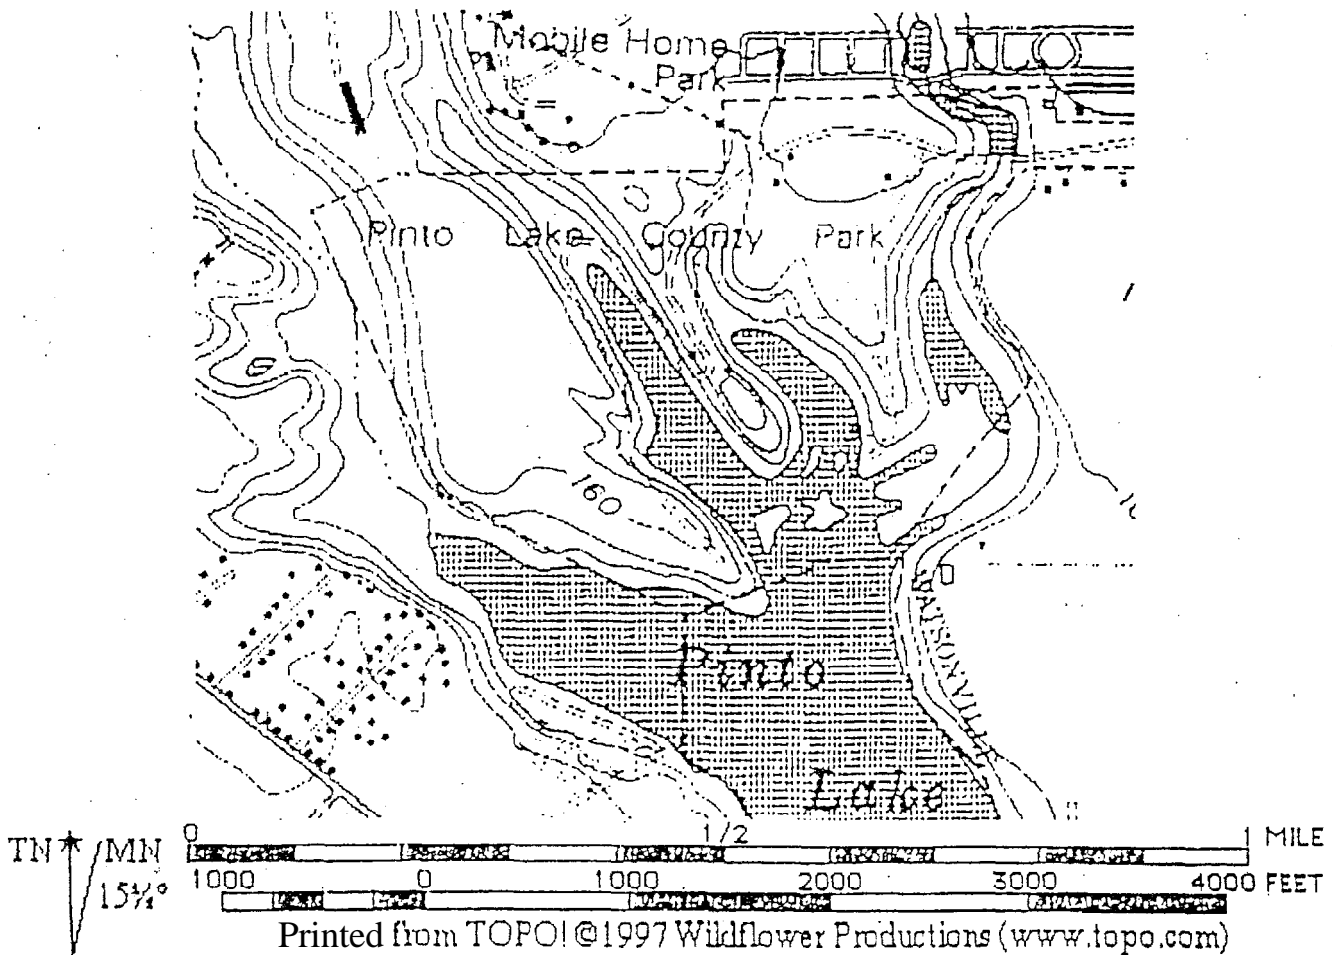 Mobile Home
Park
Pinto Lake County Park
160
WATSONVILLE
Pinto
Lake
0 1/2 1 MILE
TN MN
1000 0 1000 2000 3000 4000 FEET
15½°
Printed from TOPO! ©1997 Wildflower Productions (www.topo.com)